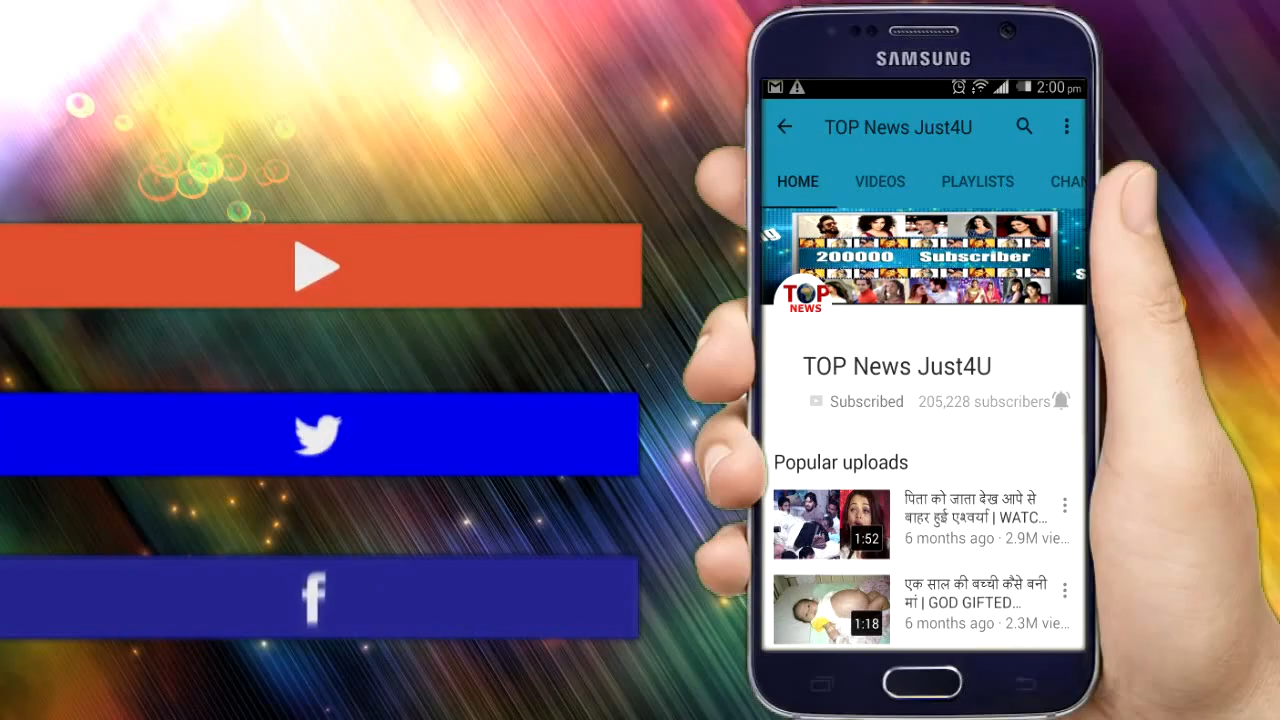 SAMSUNG
2:00 pm
TOP News Just4U
HOME VIDEOS PLAYLISTS CHAN
200000 Subscriber
TOP
NEWS
TOP News Just4U
Subscribed 205,228 subscribers
Popular uploads
पिता को जाता देख आपे से
बाहर हुई एश्वर्या | WATC...
1:52
6 months ago · 2.9M vie...
एक साल की बच्ची कैसे बनी
मां | GOD GIFTED...
1:18
6 months ago · 2.3M vie...